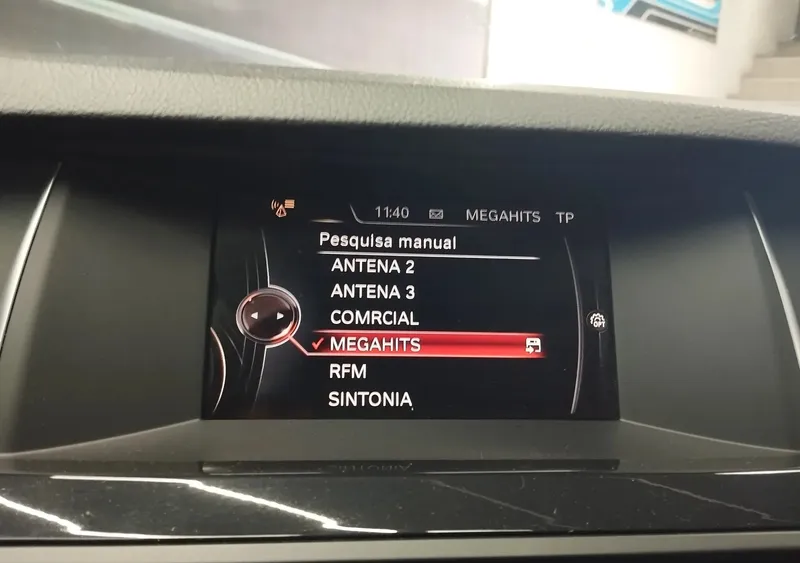 11:40 MEGAHITS TP
Pesquisa manual
ANTENA 2
ANTENA 3
COMRCIAL
MEGAHITS
RFM
SINTONIA
OPT